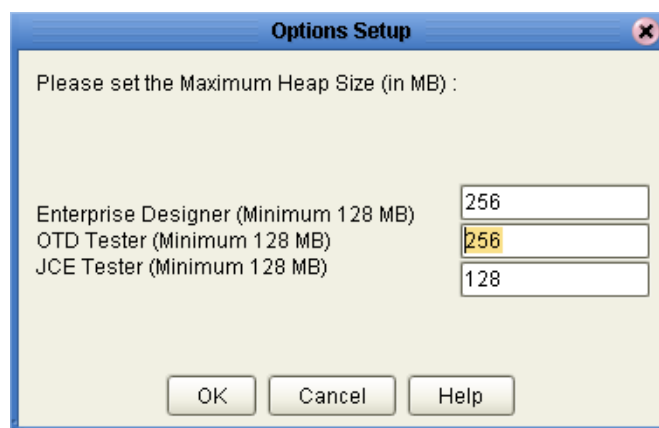 Options Setup
Please set the Maximum Heap Size (in MB) :
Enterprise Designer (Minimum 128 MB) 256
OTD Tester (Minimum 128 MB) 256
JCE Tester (Minimum 128 MB) 128
OK Cancel Help